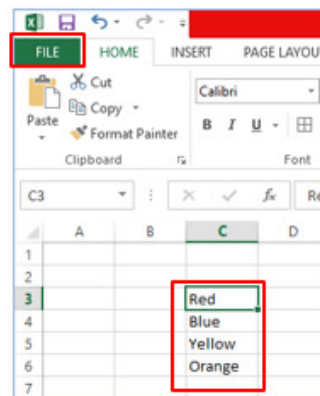 FILE HOME INSERT PAGE LAYOU
Cut
Copy
Format Painter
Paste
Calibri
B I U
Clipboard Font
C3 fx Re
A B C D
1
2
3 Red
4 Blue
5 Yellow
6 Orange
7